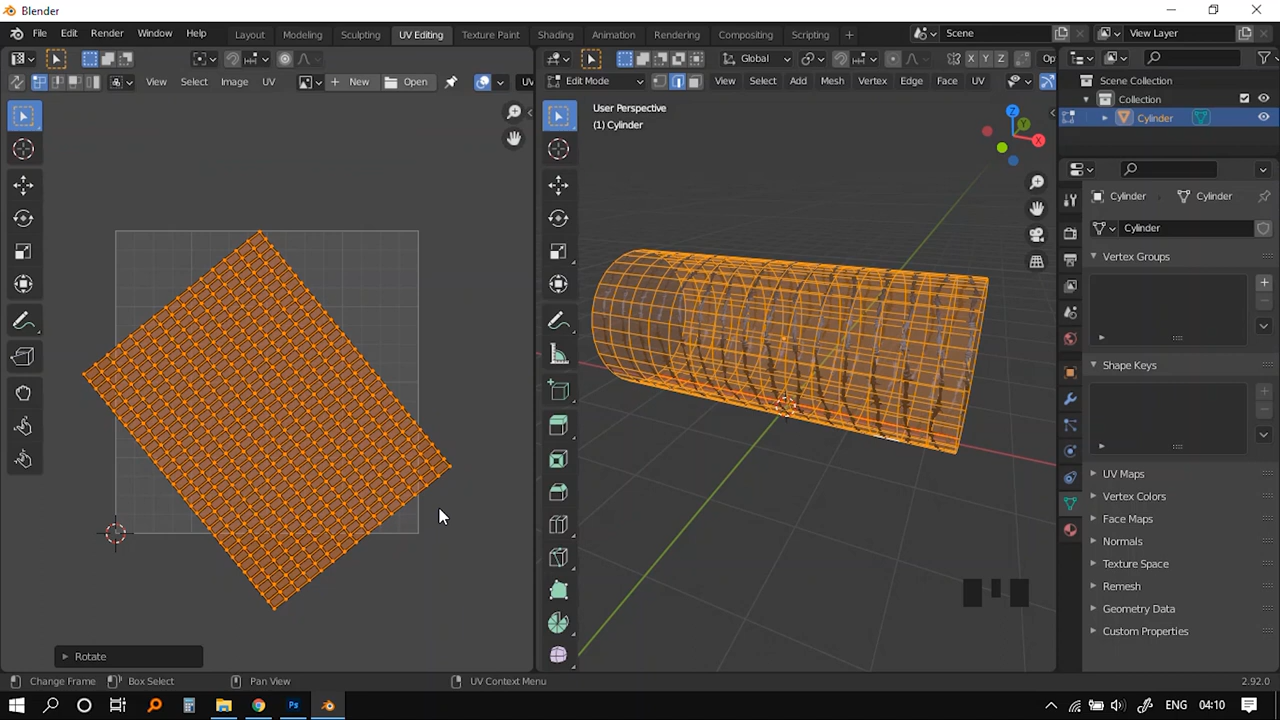 Blender
File Edit Render Window Help Layout Modeling Sculpting UV Editing Texture Paint Shading Animation Rendering Compositing Scripting + Scene View Layer
View Select Image UV New Open UV
Global X Y Z Op
Edit Mode View Select Add Mesh Vertex Edge Face UV
User Perspective
(1) Cylinder
X
Y
Z
Scene Collection
Collection
Cylinder
Cylinder Cylinder
Cylinder
Vertex Groups
Shape Keys
UV Maps
Vertex Colors
Face Maps
Normals
Texture Space
Remesh
Geometry Data
Custom Properties
Rotate
Change Frame Box Select Pan View UV Context Menu 2.92.0
Ps ENG 04:10